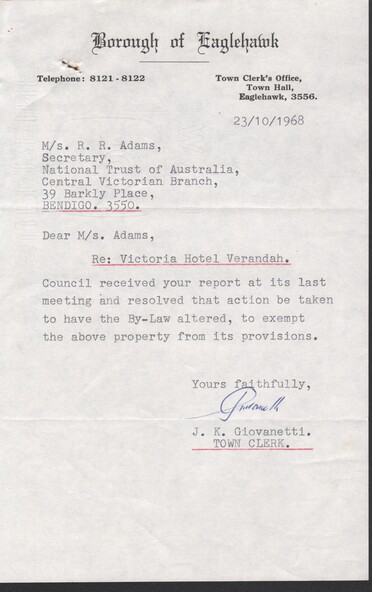 Borough of Eaglehawk
Telephone: 8121 - 8122
Town Clerk's Office,
Town Hall,
Eaglehawk, 3556.
23/10/1968
M/s. R. R. Adams,
Secretary,
National Trust of Australia,
Central Victorian Branch,
39 Barkly Place,
BENDIGO. 3550.
Dear M/s. Adams,
Re: Victoria Hotel Verandah.
Council received your report at its last
meeting and resolved that action be taken
to have the By-Law altered, to exempt
the above property from its provisions.
Yours faithfully,
J. K. Giovanetti.
TOWN CLERK.